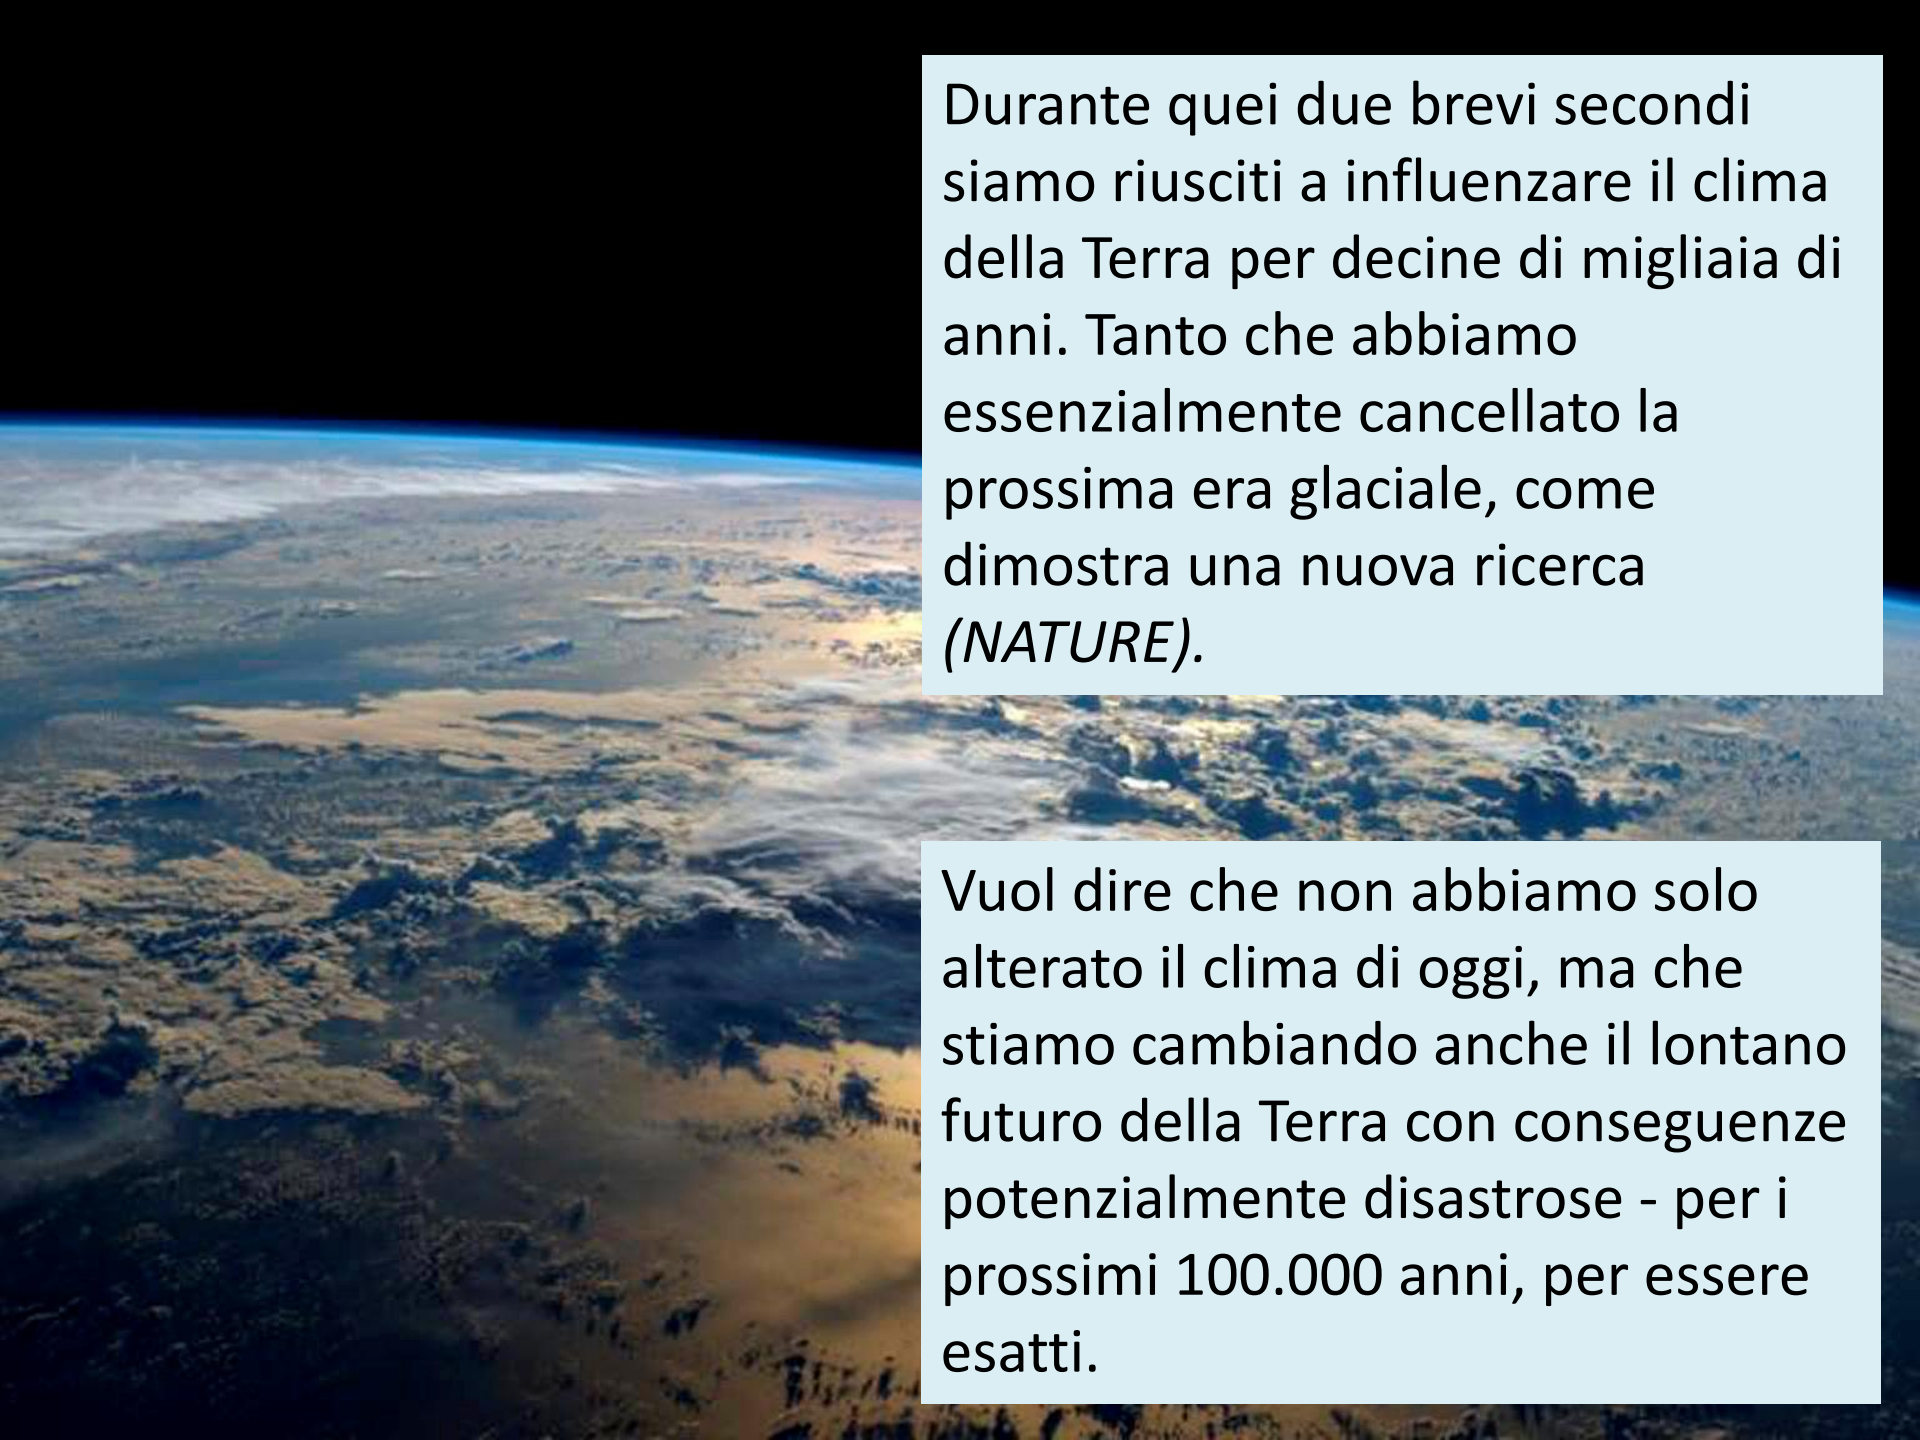 Durante quei due brevi secondi
siamo riusciti a influenzare il clima
della Terra per decine di migliaia di
anni. Tanto che abbiamo
essenzialmente cancellato la
prossima era glaciale, come
dimostra una nuova ricerca
(NATURE).
Vuol dire che non abbiamo solo
alterato il clima di oggi, ma che
stiamo cambiando anche il lontano
futuro della Terra con conseguenze
potenzialmente disastrose - per i
prossimi 100.000 anni, per essere
esatti.